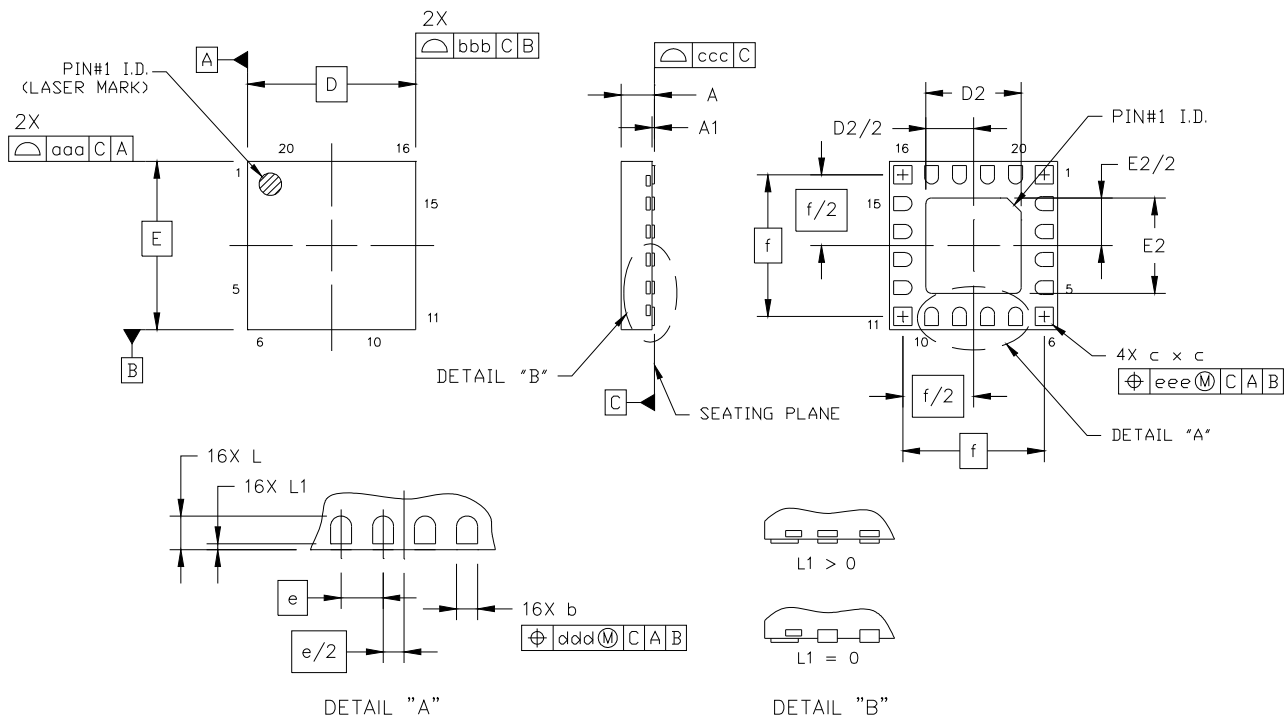 2X
⌓ bbb C B
A
PIN#1 I.D.
(LASER MARK)
D
2X
⌓ aaa C A
20
16
1
15
E
5
11
6
10
B
⌓ ccc C
A
A1
DETAIL "B"
C
SEATING PLANE
D2
D2/2
PIN#1 I.D.
16
20
E2/2
1
f/2
15
f
E2
5
11
10
6
4X c x c
⌖ eee Ⓜ C A B
f/2
f
DETAIL "A"
16X L
16X L1
e
16X b
⌖ ddd Ⓜ C A B
e/2
DETAIL "A"
L1 > 0
L1 = 0
DETAIL "B"